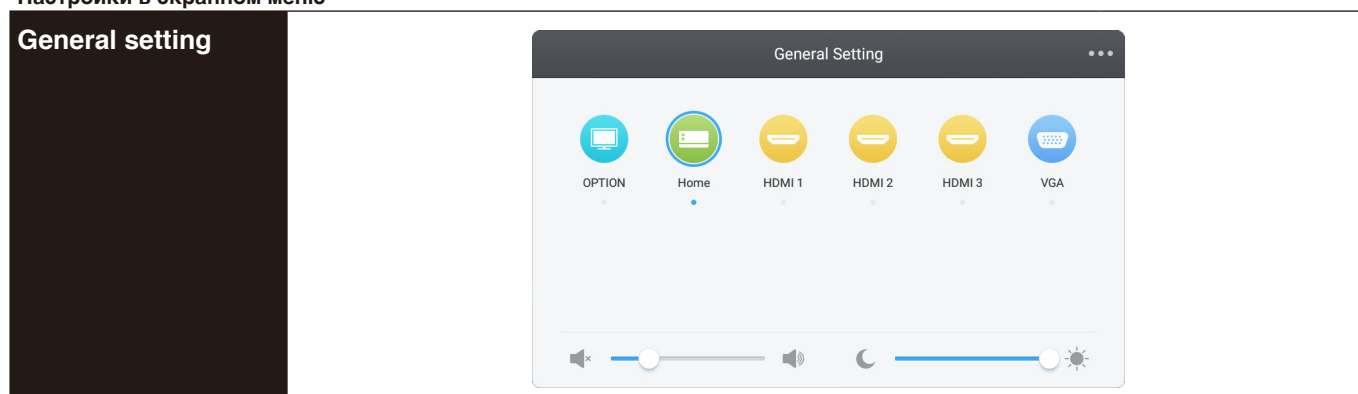 Настройки в экранном меню
General setting
General Setting
OPTION Home HDMI 1 HDMI 2 HDMI 3 VGA